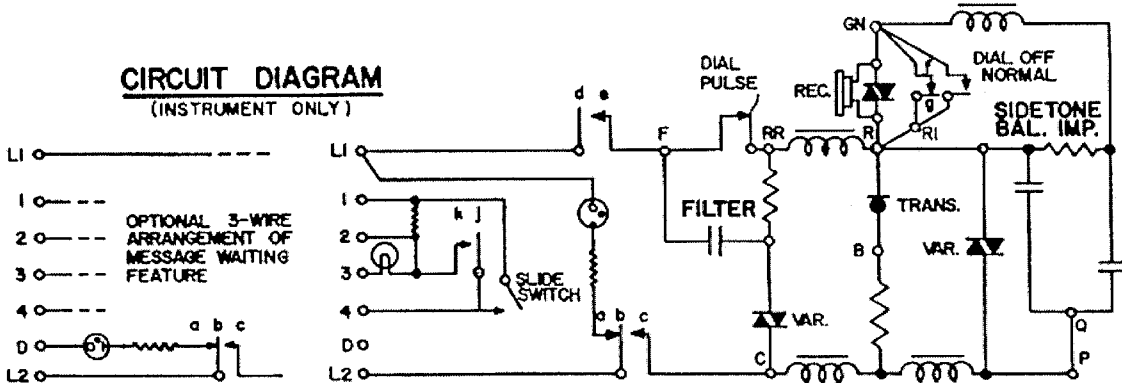 CIRCUIT DIAGRAM
(INSTRUMENT ONLY)
L1
1
2
3
4
D
L2
OPTIONAL 3-WIRE
ARRANGEMENT OF
MESSAGE WAITING
FEATURE
a b c
L1
1
2
3
4
D
L2
k j
SLIDE
SWITCH
d e
a b c
F
DIAL
PULSE
RR
FILTER
VAR.
C
GN
REC.
R
RI
g
DIAL OFF
NORMAL
TRANS.
B
VAR.
SIDETONE
BAL. IMP.
Q
P